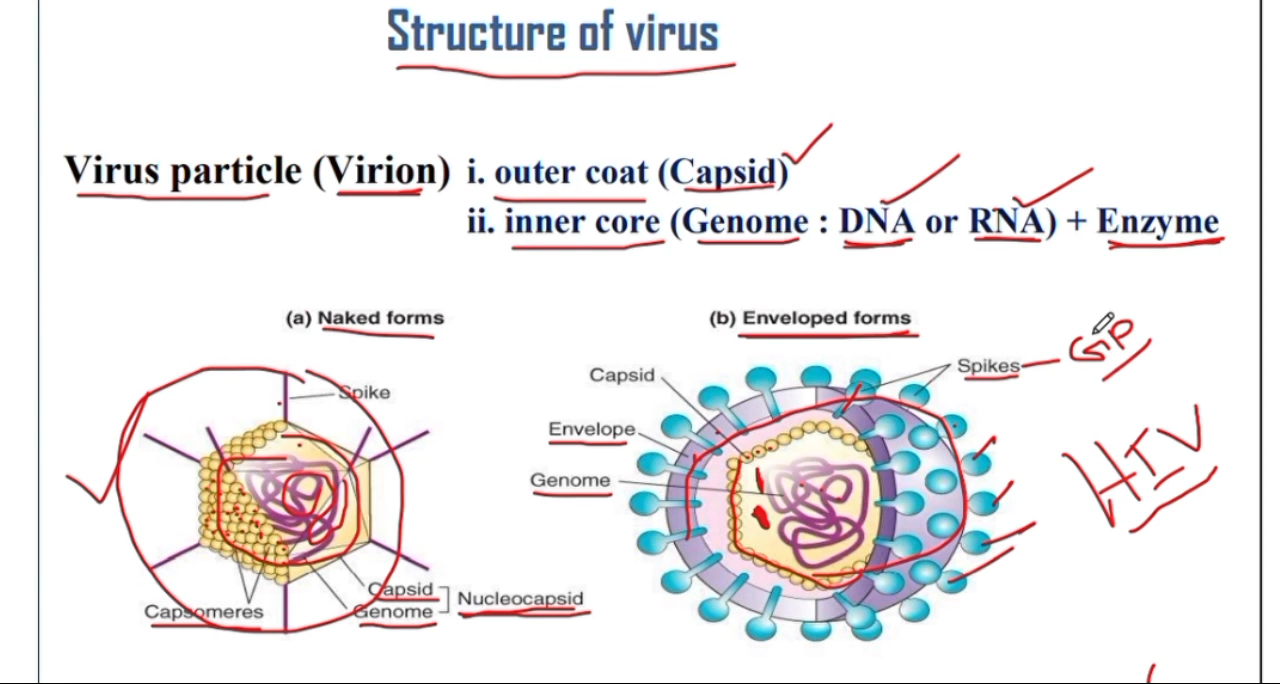 Structure of virus
Virus particle (Virion) i. outer coat (Capsid)
ii. inner core (Genome : DNA or RNA) + Enzyme
(a) Naked forms
(b) Enveloped forms
Spike
Capsomeres
Capsid
Genome
Nucleocapsid
Capsid
Envelope
Genome
Spikes
GP
HIV